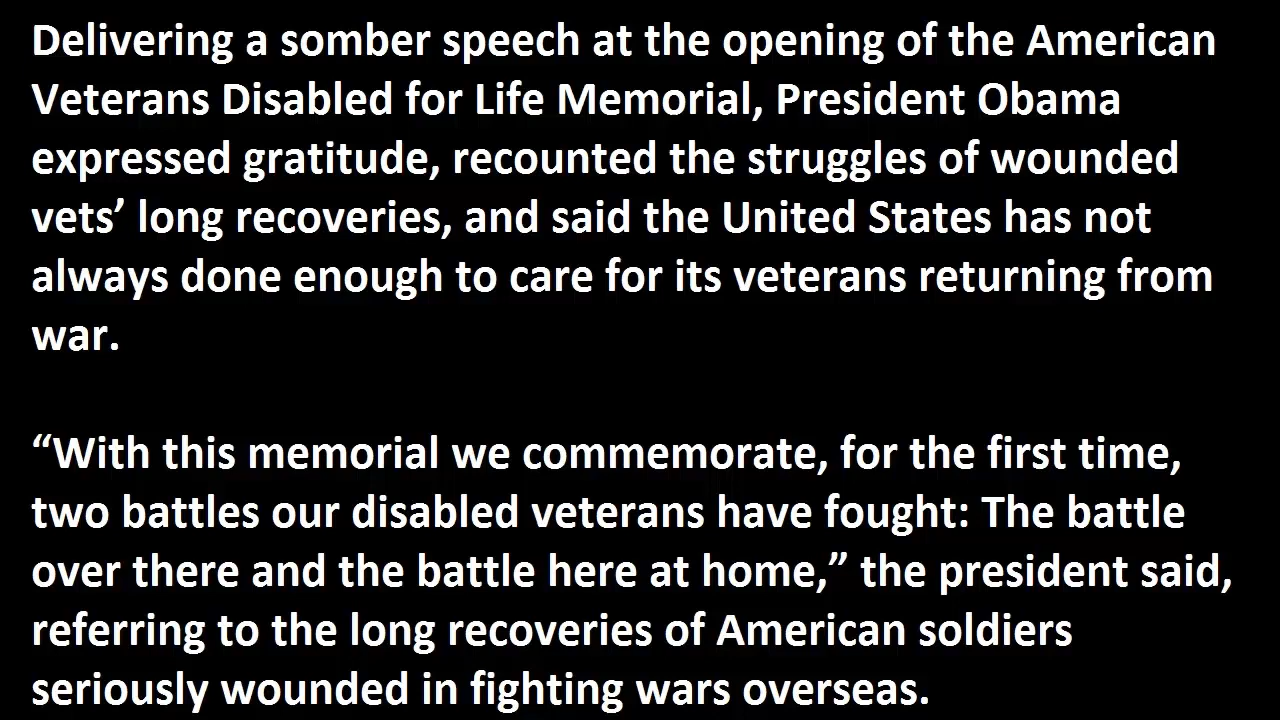 Delivering a somber speech at the opening of the American
Veterans Disabled for Life Memorial, President Obama
expressed gratitude, recounted the struggles of wounded
vets’ long recoveries, and said the United States has not
always done enough to care for its veterans returning from
war.
“With this memorial we commemorate, for the first time,
two battles our disabled veterans have fought: The battle
over there and the battle here at home,” the president said,
referring to the long recoveries of American soldiers
seriously wounded in fighting wars overseas.